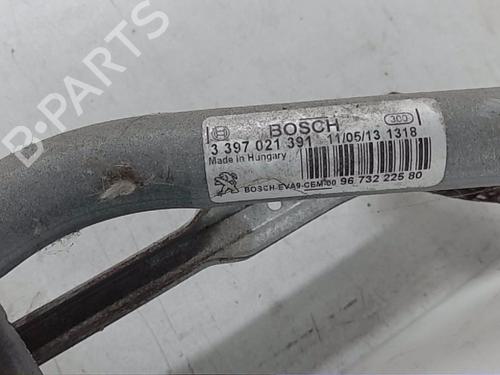 B-PARTS
BOSCH
300
3 397 021 391 11/05/13 1318
Made in Hungary
BOSCH-EVA9-CEM-00 96 732 225 80